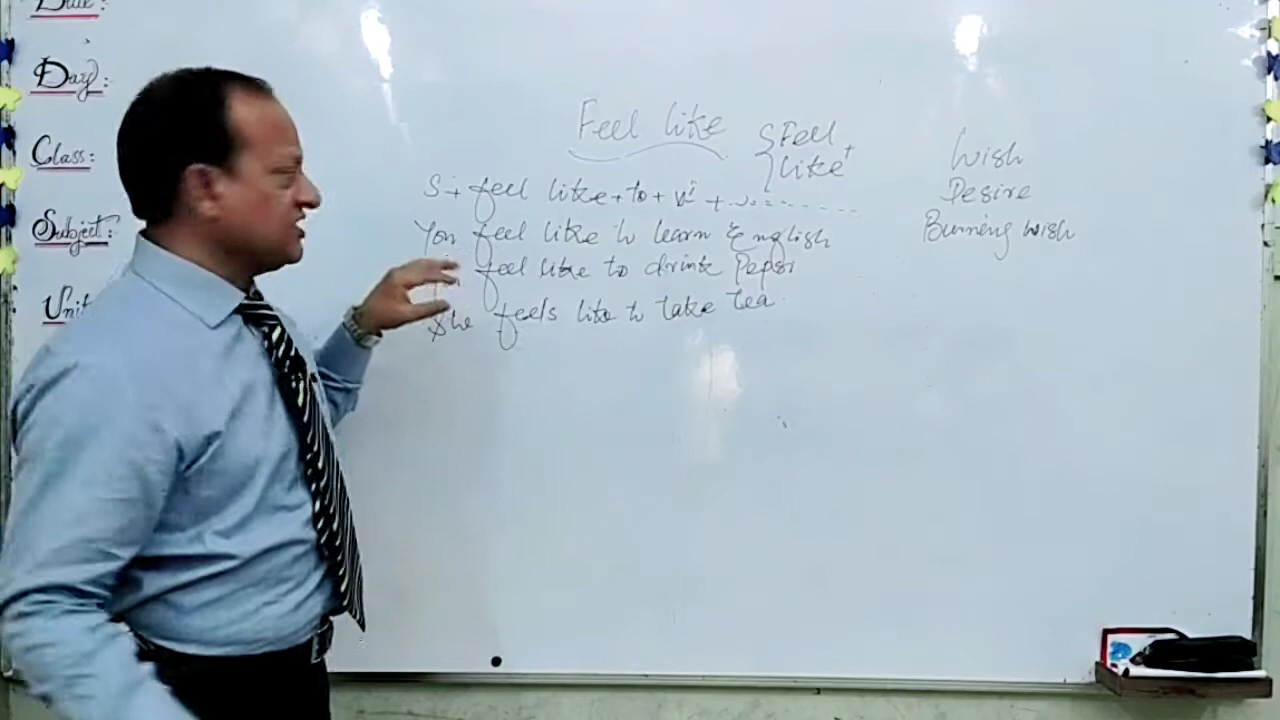 Date:
Day:
Class:
Subject:
Unit
Feel like
{ Feel +
like
S + feel like + to + v¹ + ...
You feel like to learn English
feel like to drink Pepsi
She feels like to take tea.
Wish
Desire
Burning wish